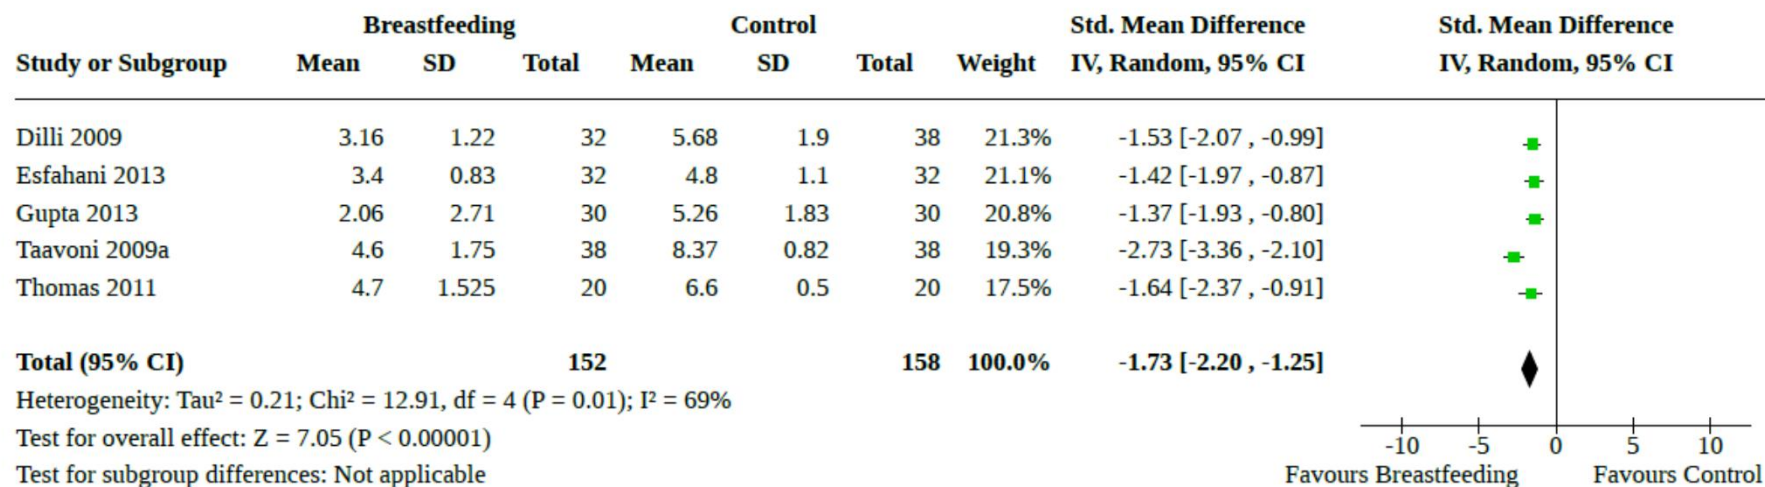 Breastfeeding Control Std. Mean Difference Std. Mean Difference
Study or Subgroup Mean SD Total Mean SD Total Weight IV, Random, 95% CI IV, Random, 95% CI
Dilli 2009 3.16 1.22 32 5.68 1.9 38 21.3% -1.53 [-2.07 , -0.99]
Esfahani 2013 3.4 0.83 32 4.8 1.1 32 21.1% -1.42 [-1.97 , -0.87]
Gupta 2013 2.06 2.71 30 5.26 1.83 30 20.8% -1.37 [-1.93 , -0.80]
Taavoni 2009a 4.6 1.75 38 8.37 0.82 38 19.3% -2.73 [-3.36 , -2.10]
Thomas 2011 4.7 1.525 20 6.6 0.5 20 17.5% -1.64 [-2.37 , -0.91]
Total (95% CI) 152 158 100.0% -1.73 [-2.20 , -1.25]
Heterogeneity: Tau² = 0.21; Chi² = 12.91, df = 4 (P = 0.01); I² = 69%
Test for overall effect: Z = 7.05 (P < 0.00001) -10 -5 0 5 10
Test for subgroup differences: Not applicable Favours Breastfeeding Favours Control